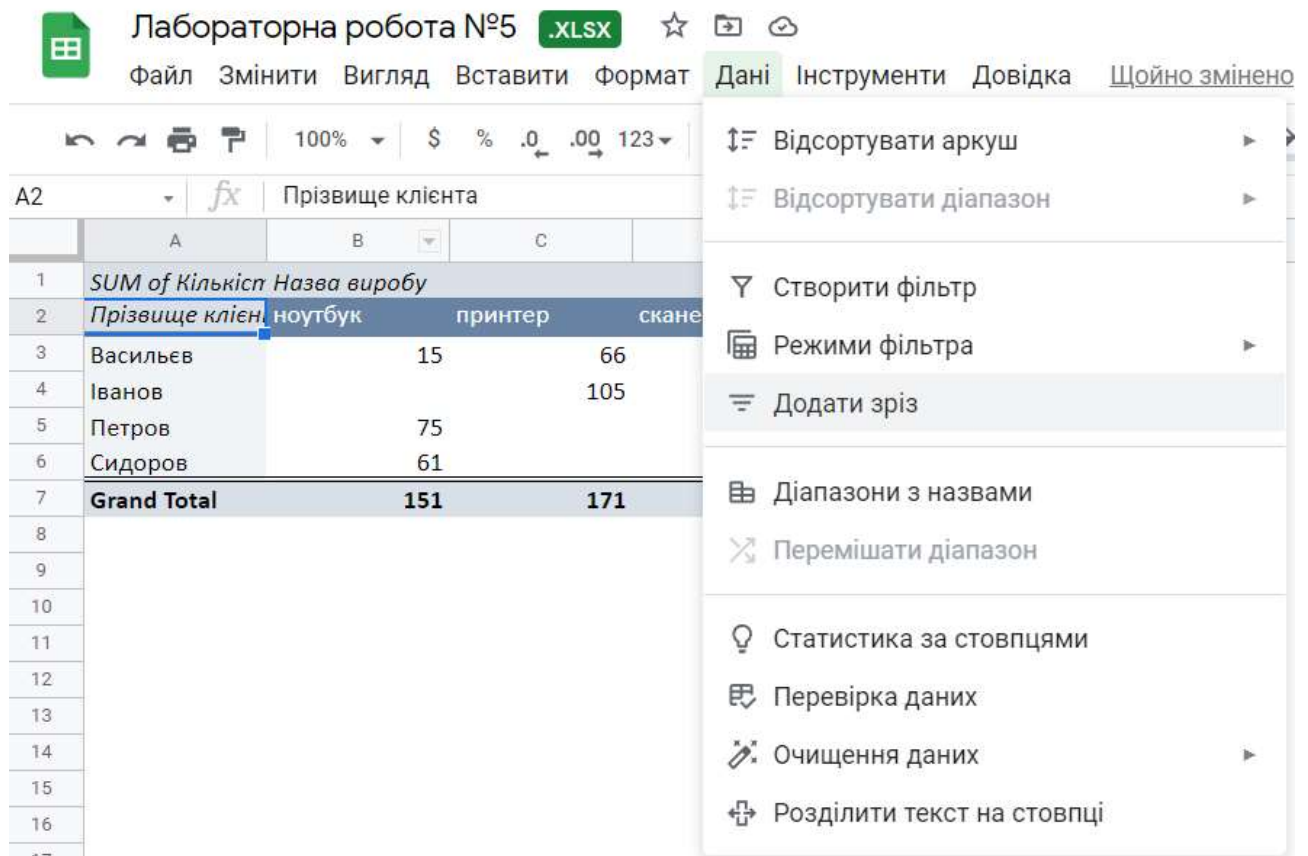 Лабораторна робота №5 .XLSX
Файл Змінити Вигляд Вставити Формат Дані Інструменти Довідка Щойно змінено
100% $ % .0 .00 123
A2 fx Прізвище клієнта
A B C
1 SUM of Кількіст Назва виробу
2 Прізвище клієн ноутбук принтер скане
3 Васильєв 15 66
4 Іванов 105
5 Петров 75
6 Сидоров 61
7 Grand Total 151 171
8
9
10
11
12
13
14
15
16
Відсортувати аркуш
Відсортувати діапазон
Створити фільтр
Режими фільтра
Додати зріз
Діапазони з назвами
Перемішати діапазон
Статистика за стовпцями
Перевірка даних
Очищення даних
Розділити текст на стовпці